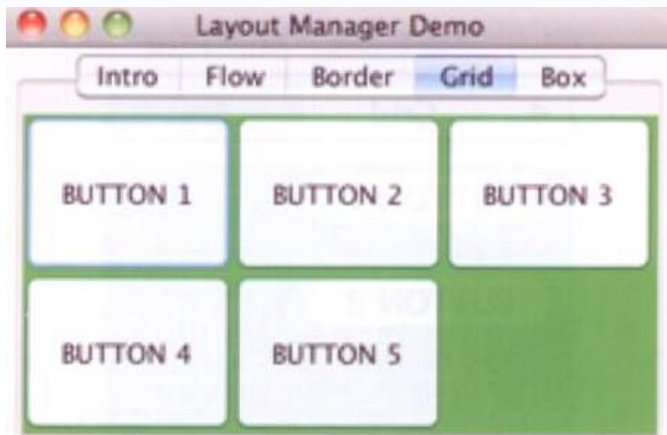 Layout Manager Demo
Intro Flow Border Grid Box
BUTTON 1 BUTTON 2 BUTTON 3
BUTTON 4 BUTTON 5